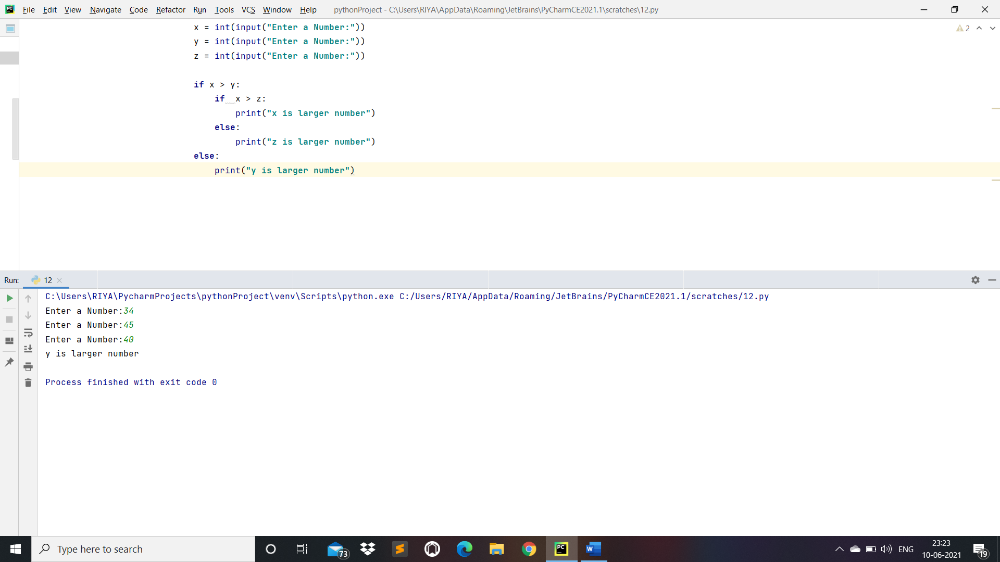 PC File Edit View Navigate Code Refactor Run Tools VCS Window Help pythonProject - C:\Users\RIYA\AppData\Roaming\JetBrains\PyCharmCE2021.1\scratches\12.py
x = int(input("Enter a Number:"))
2
y = int(input("Enter a Number:"))
z = int(input("Enter a Number:"))
if x > y:
    if  x > z:
        print("x is larger number")
    else:
        print("z is larger number")
else:
    print("y is larger number")
Run: 12
C:\Users\RIYA\PycharmProjects\pythonProject\venv\Scripts\python.exe C:/Users/RIYA/AppData/Roaming/JetBrains/PyCharmCE2021.1/scratches/12.py
Enter a Number:34
Enter a Number:45
Enter a Number:40
y is larger number
Process finished with exit code 0
Type here to search
73
PC
W
ENG
23:23
10-06-2021
19